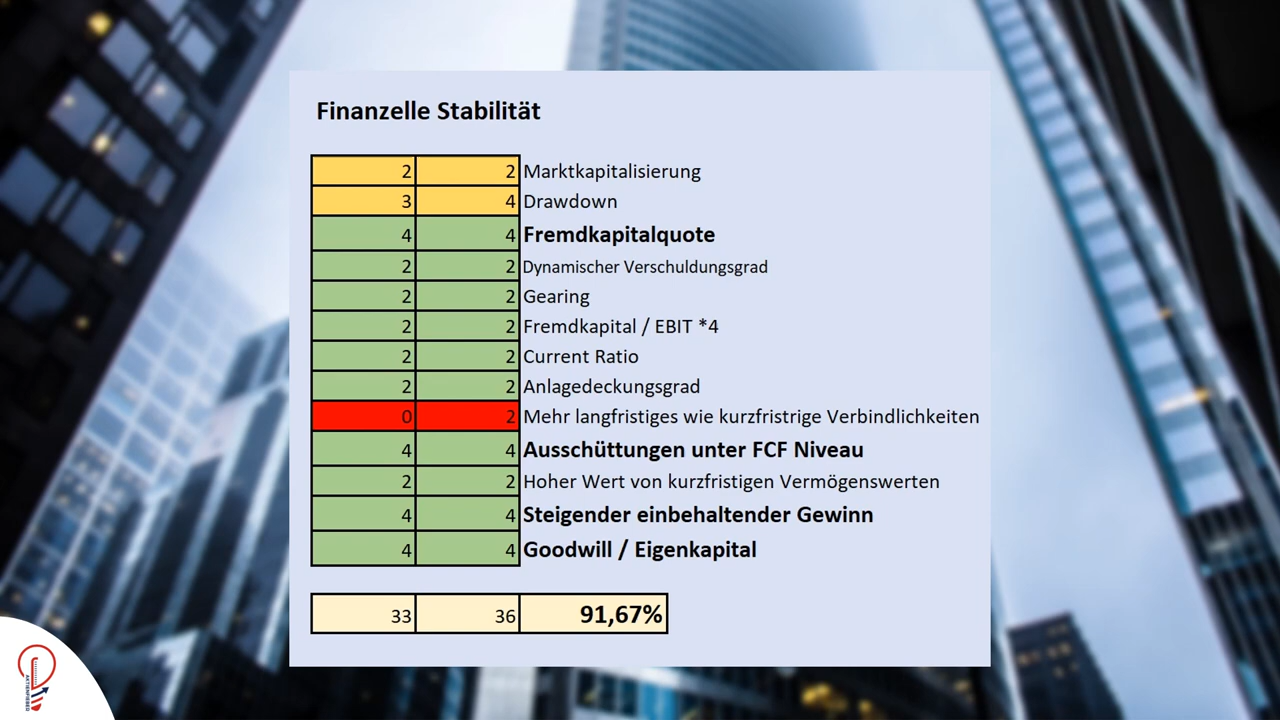 Finanzelle Stabilität
2 2 Marktkapitalisierung
3 4 Drawdown
4 4 Fremdkapitalquote
2 2 Dynamischer Verschuldungsgrad
2 2 Gearing
2 2 Fremdkapital / EBIT *4
2 2 Current Ratio
2 2 Anlagedeckungsgrad
0 2 Mehr langfristiges wie kurzfristrige Verbindlichkeiten
4 4 Ausschüttungen unter FCF Niveau
2 2 Hoher Wert von kurzfristigen Vermögenswerten
4 4 Steigender einbehaltender Gewinn
4 4 Goodwill / Eigenkapital
33 36 91,67%